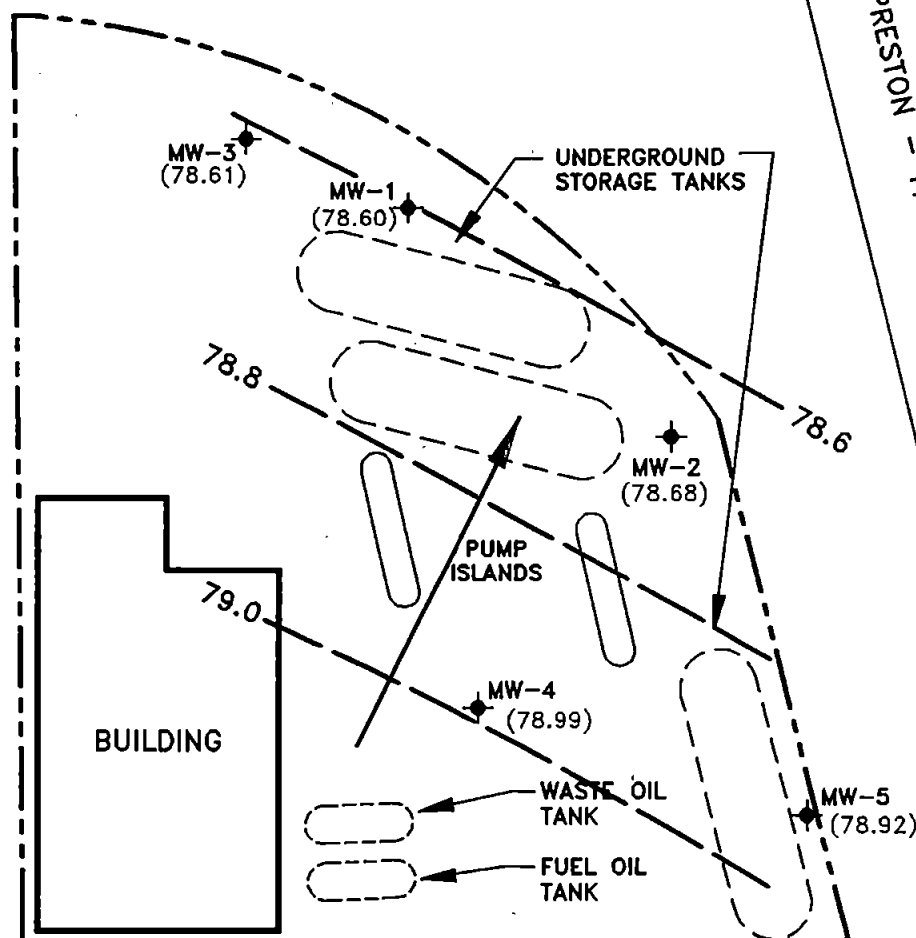 PRESTON -
MW-3
(78.61)
MW-1
(78.60)
UNDERGROUND
STORAGE TANKS
78.8
78.6
MW-2
(78.68)
PUMP
ISLANDS
79.0
MW-4
(78.99)
BUILDING
WASTE OIL
TANK
MW-5
(78.92)
FUEL OIL
TANK